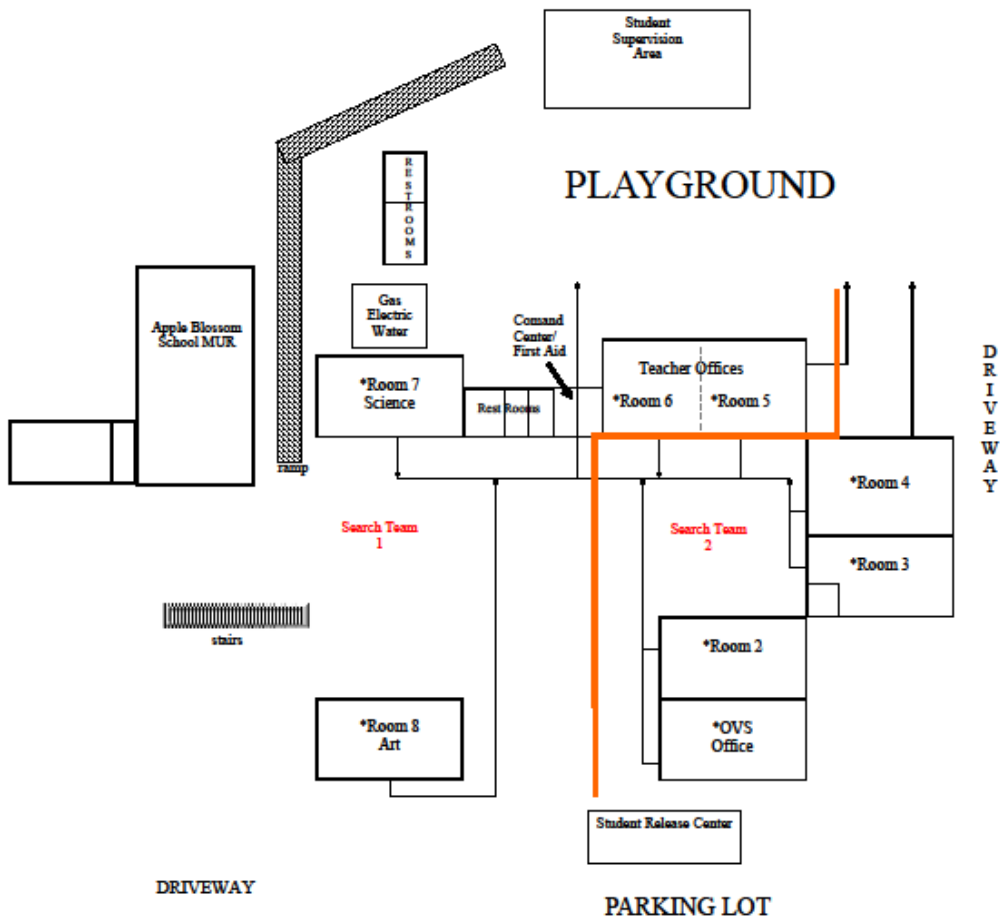 Student
Supervision
Area
RESTROOMS
PLAYGROUND
Gas
Electric
Water
Apple Blossom
School MUR
Comand
Center/
First Aid
DRIVEWAY
*Room 7
Science
Rest Rooms
Teacher Offices
*Room 6
*Room 5
ramp
*Room 4
Search Team
1
Search Team
2
*Room 3
stairs
*Room 2
*Room 8
Art
*OVS
Office
Student Release Center
DRIVEWAY
PARKING LOT